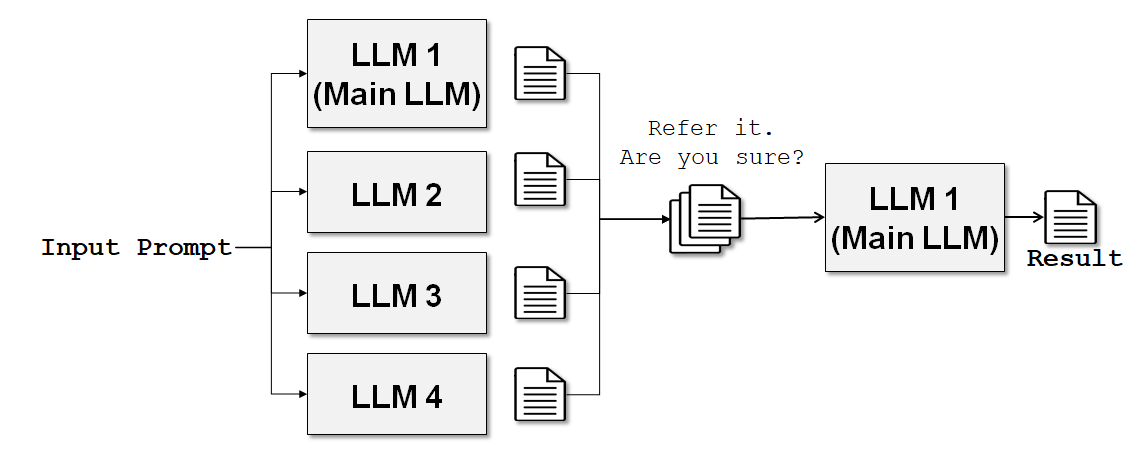 LLM 1
(Main LLM)
Refer it.
Are you sure?
LLM 2
LLM 1
(Main LLM)
Input Prompt
Result
LLM 3
LLM 4